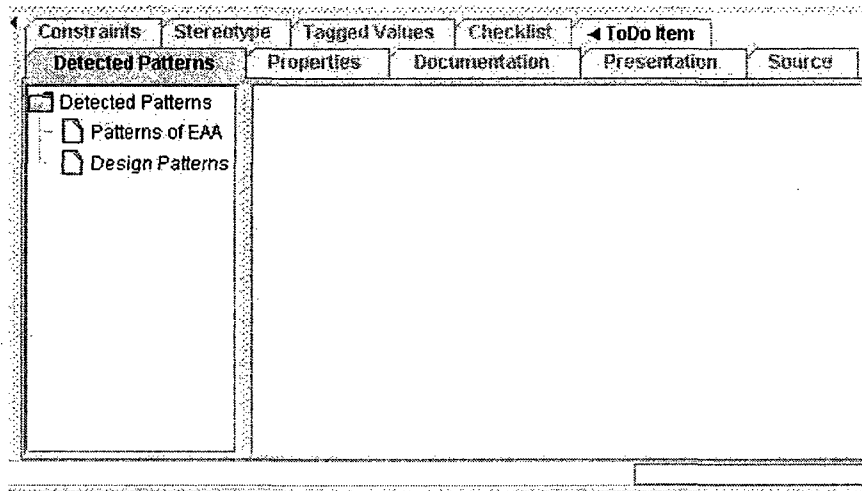 Constraints Stereotype Tagged Values Checklist ◄ ToDo Item
Detected Patterns Properties Documentation Presentation Source
Detected Patterns
Patterns of EAA
Design Patterns